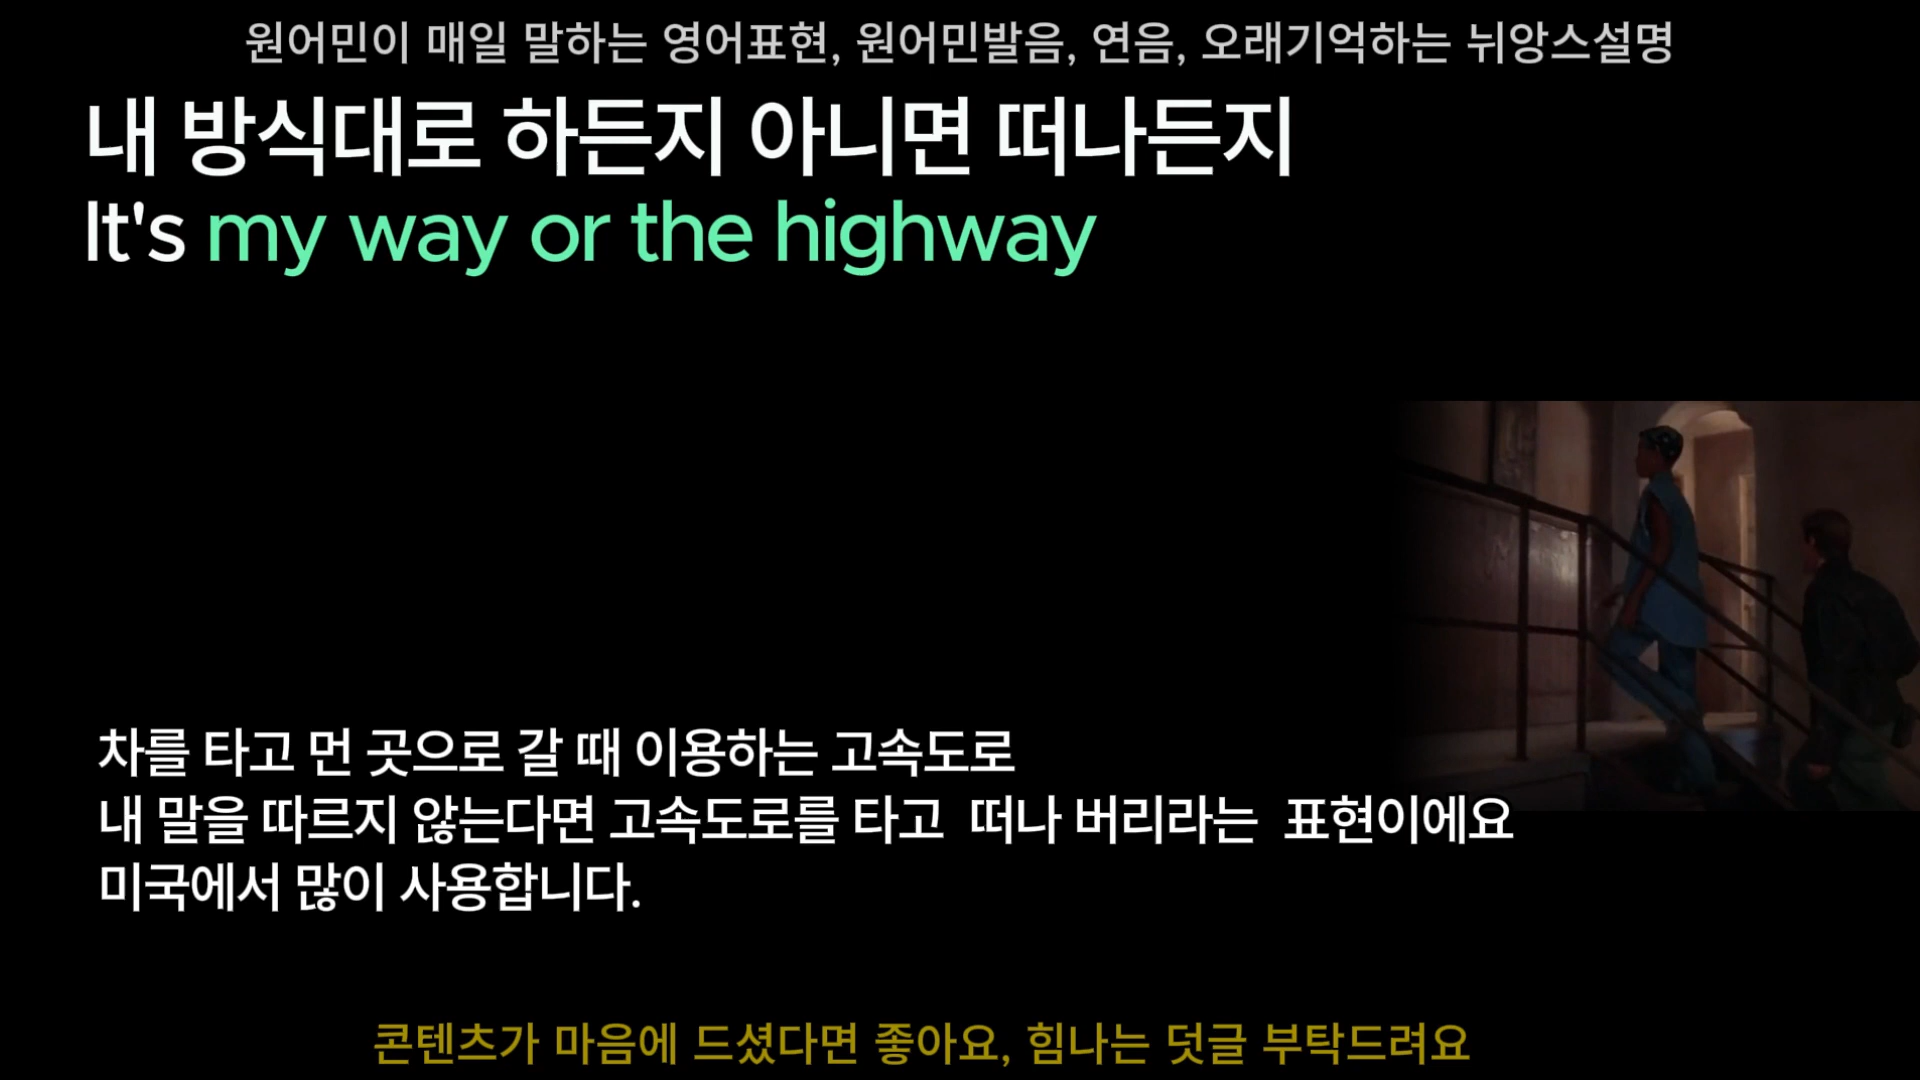 원어민이 매일 말하는 영어표현, 원어민발음, 연음, 오래기억하는 뉘앙스설명
내 방식대로 하든지 아니면 떠나든지
It's my way or the highway
차를 타고 먼 곳으로 갈 때 이용하는 고속도로
내 말을 따르지 않는다면 고속도로를 타고 떠나 버리라는 표현이에요
미국에서 많이 사용합니다.
콘텐츠가 마음에 드셨다면 좋아요, 힘나는 덧글 부탁드려요